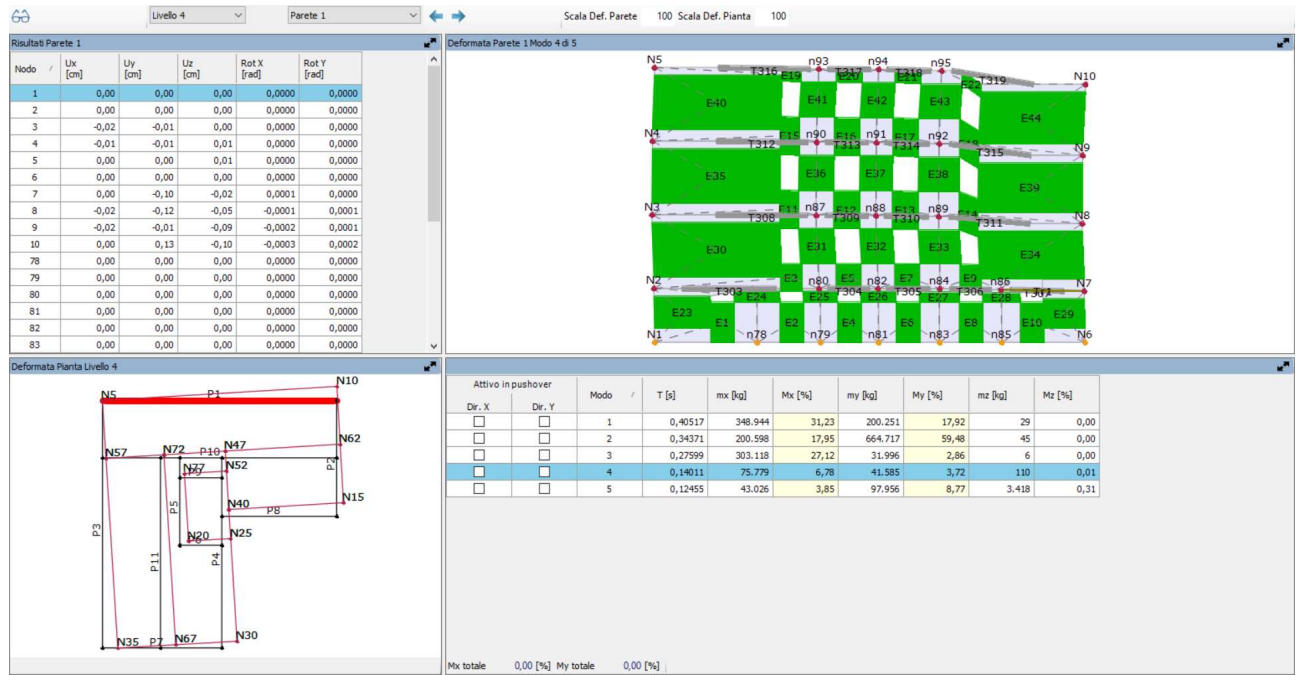 Livello 4 Parete 1 Scala Def. Parete 100 Scala Def. Pianta 100
Risultati Parete 1
Nodo Ux [cm] Uy [cm] Uz [cm] Rot X [rad] Rot Y [rad]
1 0,00 0,00 0,00 0,0000 0,0000
2 0,00 0,00 0,00 0,0000 0,0000
3 -0,02 -0,01 0,00 0,0000 0,0000
4 -0,01 -0,01 0,01 0,0000 0,0000
5 0,00 0,00 0,01 0,0000 0,0000
6 0,00 0,00 0,00 0,0000 0,0000
7 0,00 -0,10 -0,02 0,0001 0,0000
8 -0,02 -0,12 -0,05 -0,0001 0,0001
9 -0,02 -0,01 -0,09 -0,0002 0,0001
10 0,00 0,13 -0,10 -0,0003 0,0002
78 0,00 0,00 0,00 0,0000 0,0000
79 0,00 0,00 0,00 0,0000 0,0000
80 0,00 0,00 0,00 0,0000 0,0000
81 0,00 0,00 0,00 0,0000 0,0000
82 0,00 0,00 0,00 0,0000 0,0000
83 0,00 0,00 0,00 0,0000 0,0000
Deformata Parete 1 Modo 4 di 5
N5 n93 n94 n95
T316 E19 T317 E20 T318 E21 E22 T319 N10
E40 E41 E42 E43 E44
N4 E15 n90 E16 n91 E17 n92
T312 T313 T314 T315 N9
E35 E36 E37 E38 E39
N3 E11 n87 E12 n88 E13 n89 E14 N8
T308 T309 T310 T311
E30 E31 E32 E33 E34
N2 E3 n80 E5 n82 E7 n84 E9 n86 N7
T303 E24 E25 T304 E26 T305 E27 T306 E28
E23 E29
E1 E2 E4 E6 E8 E10
N1 n78 n79 n81 n83 n85 N6
Deformata Pianta Livello 4
N10
N5 P1
N62
N57 N72 P10 N47
N77 P9 N52 P2
N15
P5 N40 P8
P3 N20 N25
P11 P4
N35 P7 N67 N30
Attivo in pushover
Dir. X Dir. Y Modo T [s] mx [kg] Mx [%] my [kg] My [%] mz [kg] Mz [%]
1 0,40517 348.944 31,23 200.251 17,92 29 0,00
2 0,34371 200.598 17,95 664.717 59,48 45 0,00
3 0,27599 303.118 27,12 31.996 2,86 6 0,00
4 0,14011 75.779 6,78 41.585 3,72 110 0,01
5 0,12455 43.026 3,85 97.956 8,77 3.418 0,31
Mx totale 0,00 [%] My totale 0,00 [%]